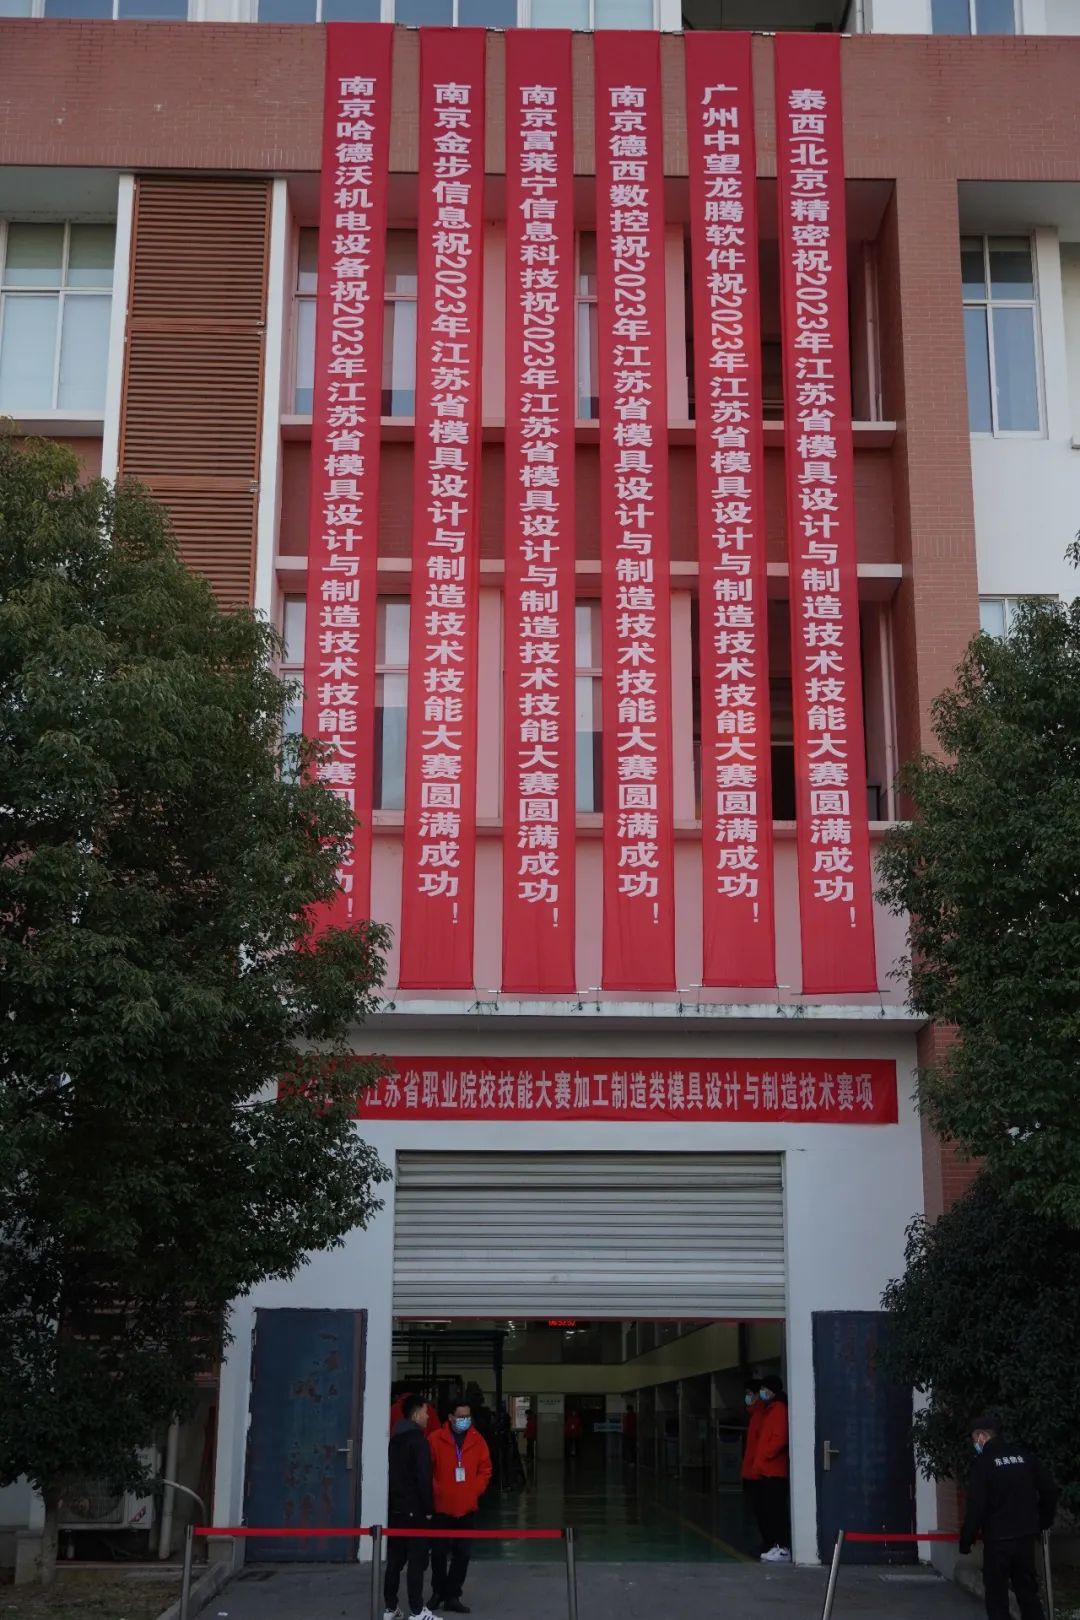 南京哈德沃机电设备祝2023年江苏省模具设计与制造技术技能大赛圆满成功！
南京金步信息祝2023年江苏省模具设计与制造技术技能大赛圆满成功！
南京富莱宁信息科技祝2023年江苏省模具设计与制造技术技能大赛圆满成功！
南京德西数控祝2023年江苏省模具设计与制造技术技能大赛圆满成功！
广州中望龙腾软件祝2023年江苏省模具设计与制造技术技能大赛圆满成功！
泰西(北京)精密祝2023年江苏省模具设计与制造技术技能大赛圆满成功！
江苏省职业院校技能大赛加工制造类模具设计与制造技术赛项